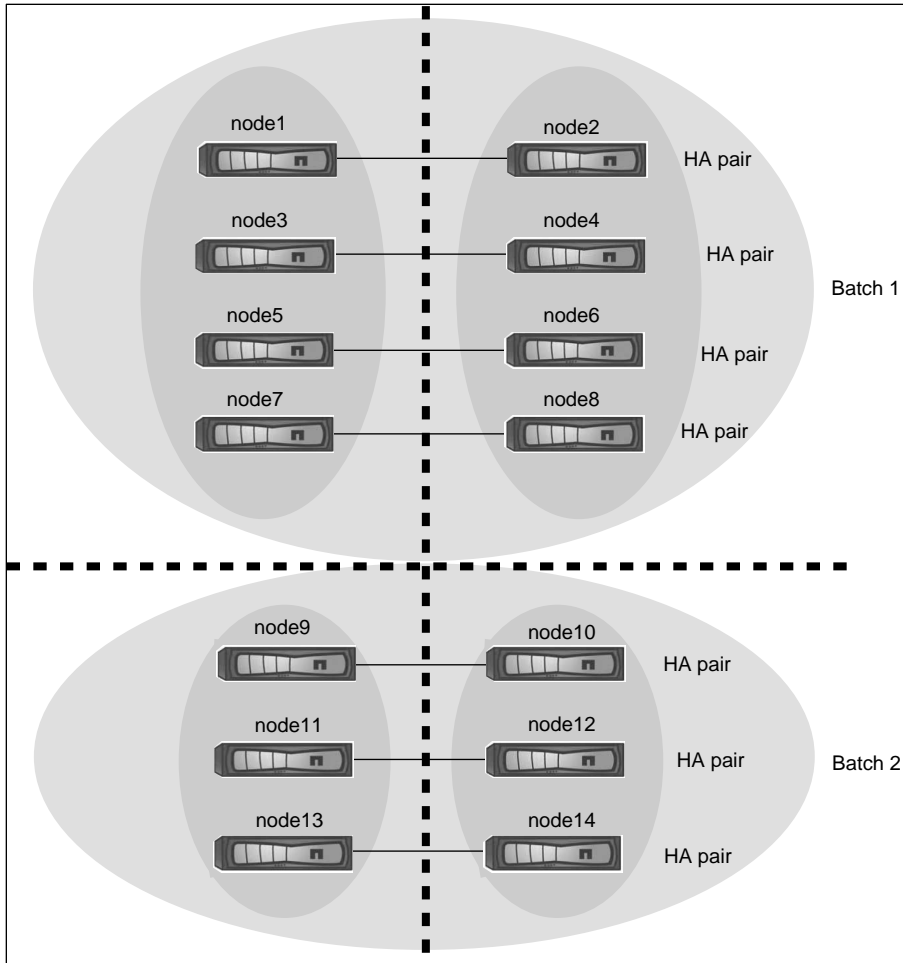 node1
node2
HA pair
node3
node4
HA pair
Batch 1
node5
node6
HA pair
node7
node8
HA pair
node9
node10
HA pair
node11
node12
HA pair
Batch 2
node13
node14
HA pair